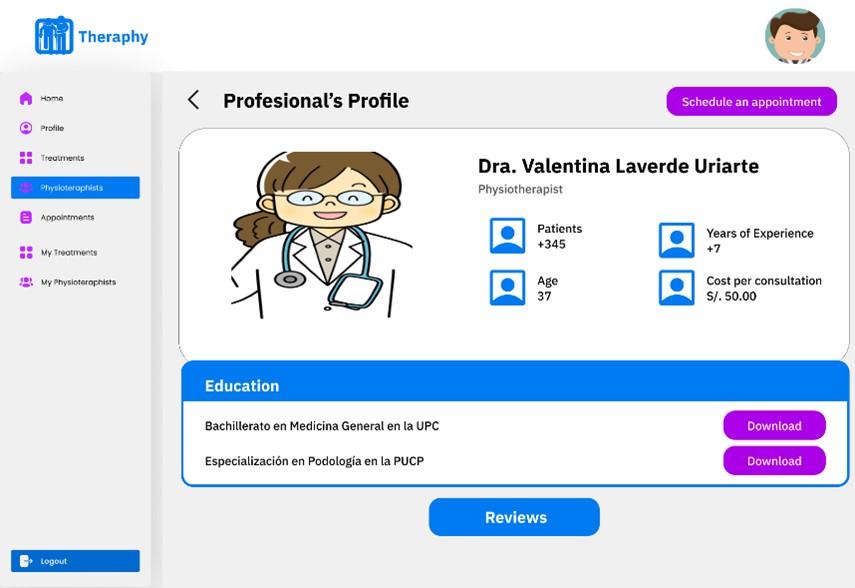 Theraphy
Home
Profile
Treatments
Physioteraphists
Appointments
My Treatments
My Physioteraphists
Logout
Profesional's Profile
Schedule an appointment
Dra. Valentina Laverde Uriarte
Physiotherapist
Patients
+345
Years of Experience
+7
Age
37
Cost per consultation
S/. 50.00
Education
Bachillerato en Medicina General en la UPC
Download
Especialización en Podología en la PUCP
Download
Reviews